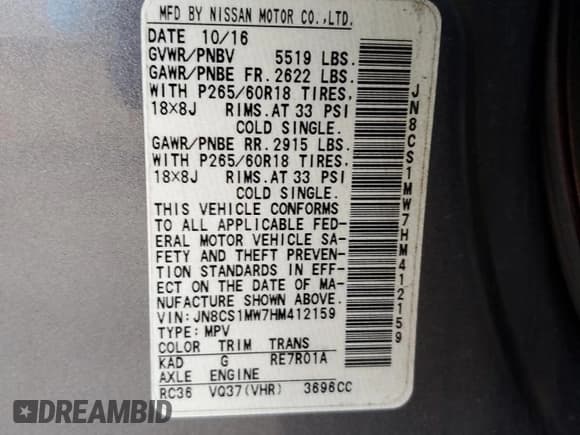 MFD BY NISSAN MOTOR CO.,LTD.
DATE 10/16
GVWR/PNBV 5519 LBS.
GAWR/PNBE FR. 2622 LBS.
WITH P265/60R18 TIRES,
18×8J RIMS.AT 33 PSI
COLD SINGLE.
GAWR/PNBE RR. 2915 LBS.
WITH P265/60R18 TIRES,
18×8J RIMS.AT 33 PSI
COLD SINGLE.
THIS VEHICLE CONFORMS
TO ALL APPLICABLE FED-
ERAL MOTOR VEHICLE SA-
FETY AND THEFT PREVEN-
TION STANDARDS IN EFF-
ECT ON THE DATE OF MA-
NUFACTURE SHOWN ABOVE.
VIN:JN8CS1MW7HM412159
TYPE:MPV
COLOR TRIM TRANS
KAD G RE7R01A
AXLE ENGINE
RC36 VQ37(VHR) 3696CC
JN8CS1MW7HM412159
DREAMBID